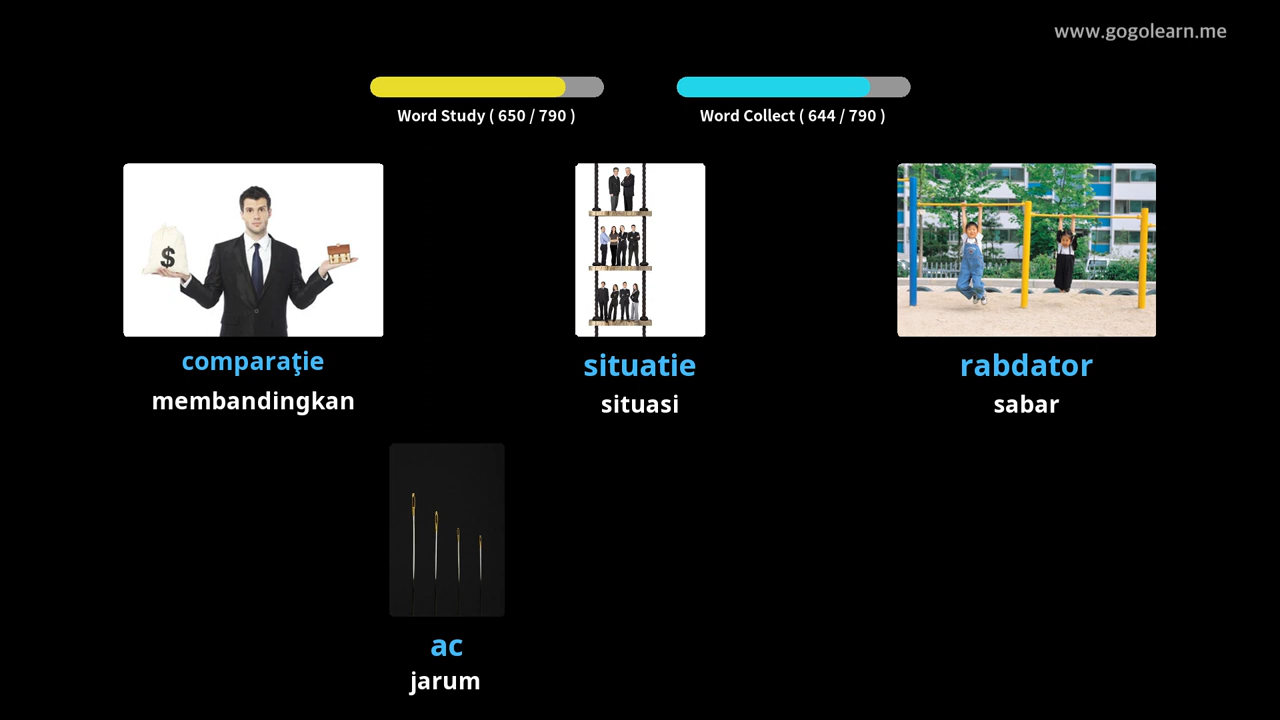 www.gogolearn.me
Word Study ( 650 / 790 )
Word Collect ( 644 / 790 )
$
comparaţie
situatie
rabdator
membandingkan
situasi
sabar
ac
jarum